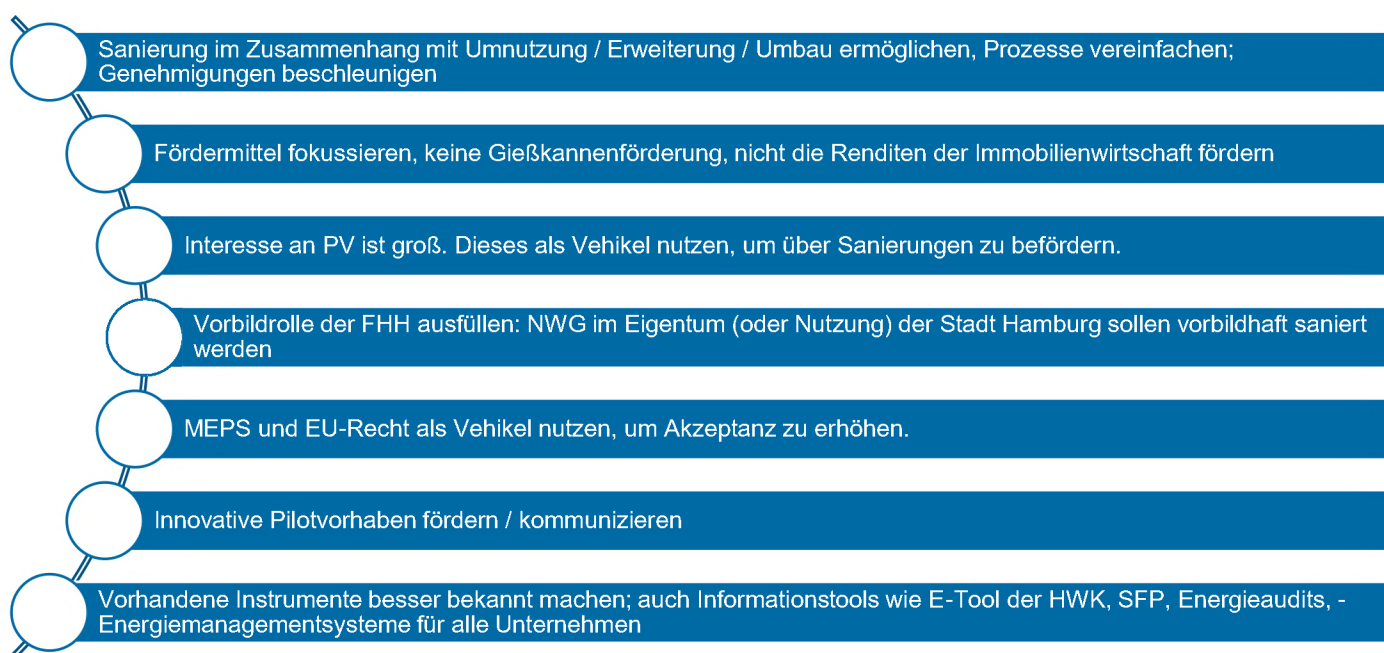 Sanierung im Zusammenhang mit Umnutzung / Erweiterung / Umbau ermöglichen, Prozesse vereinfachen;
Genehmigungen beschleunigen
Fördermittel fokussieren, keine Gießkannenförderung, nicht die Renditen der Immobilienwirtschaft fördern
Interesse an PV ist groß. Dieses als Vehikel nutzen, um über Sanierungen zu befördern.
Vorbildrolle der FHH ausfüllen: NWG im Eigentum (oder Nutzung) der Stadt Hamburg sollen vorbildhaft saniert
werden
MEPS und EU-Recht als Vehikel nutzen, um Akzeptanz zu erhöhen.
Innovative Pilotvorhaben fördern / kommunizieren
Vorhandene Instrumente besser bekannt machen; auch Informationstools wie E-Tool der HWK, SFP, Energieaudits, -
Energiemanagementsysteme für alle Unternehmen